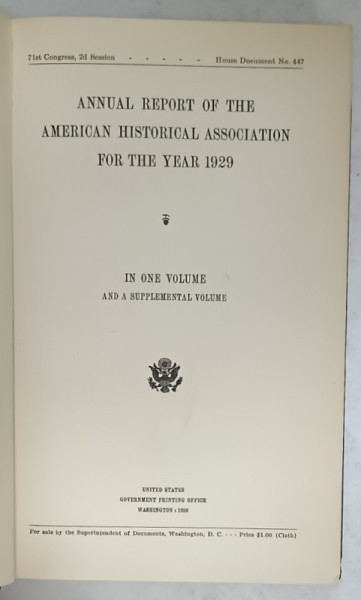 71st Congress, 2d Session - - - - - House Document No. 447
ANNUAL REPORT OF THE
AMERICAN HISTORICAL ASSOCIATION
FOR THE YEAR 1929
IN ONE VOLUME
AND A SUPPLEMENTAL VOLUME
UNITED STATES
GOVERNMENT PRINTING OFFICE
WASHINGTON : 1930
For sale by the Superintendent of Documents, Washington, D. C. - - - Price $1.00 (Cloth)